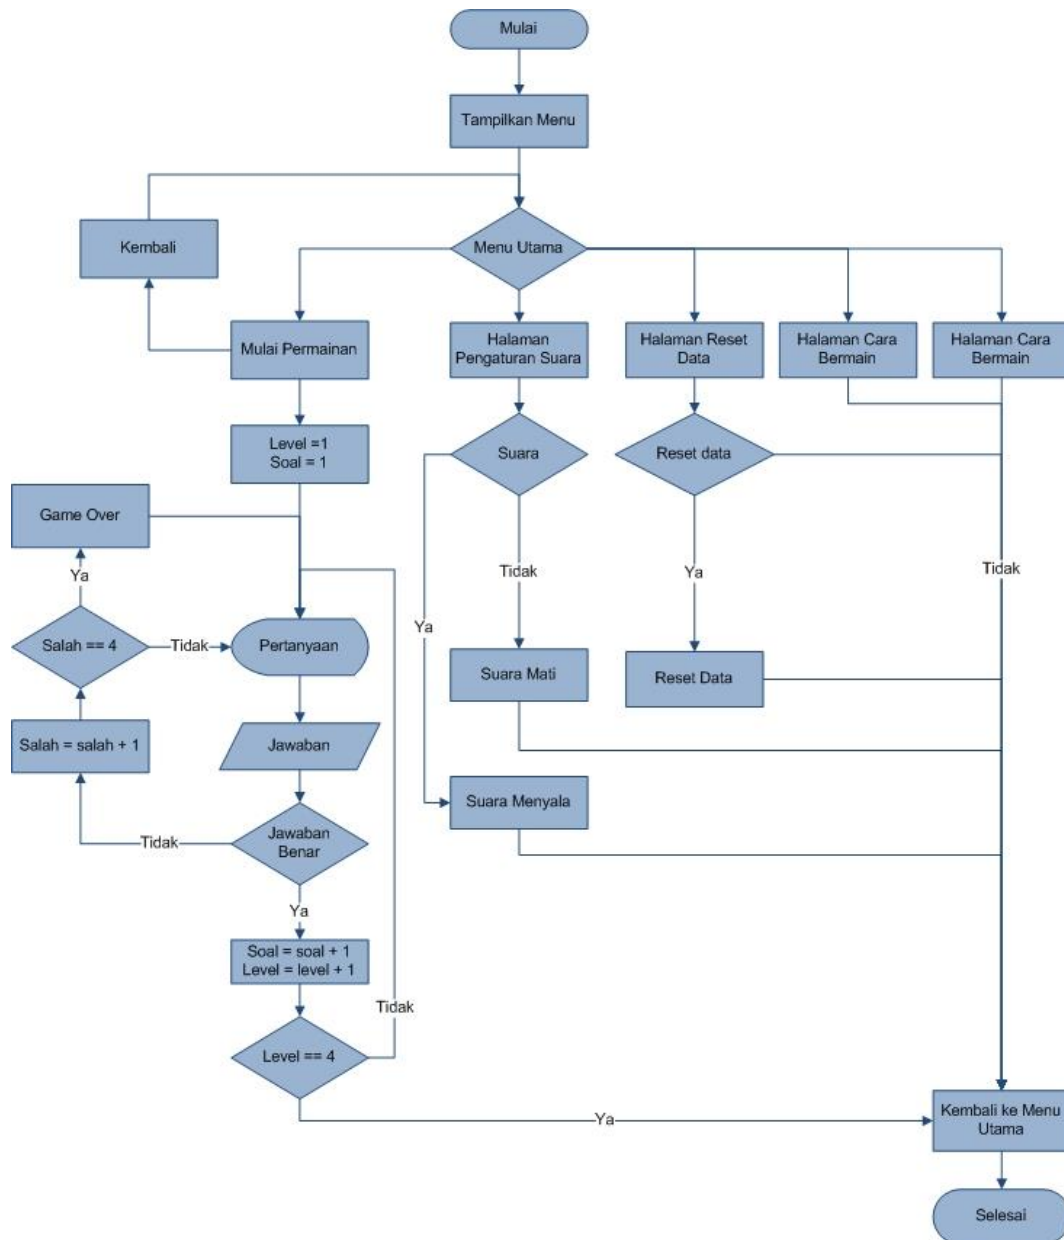 Mulai
Tampilkan Menu
Kembali
Menu Utama
Mulai Permainan
Halaman
Pengaturan Suara
Halaman Reset
Data
Halaman Cara
Bermain
Halaman Cara
Bermain
Level =1
Soal = 1
Suara
Reset data
Game Over
Ya
Tidak
Ya
Tidak
Salah == 4
Tidak
Pertanyaan
Ya
Suara Mati
Reset Data
Salah = salah + 1
Jawaban
Suara Menyala
Tidak
Jawaban
Benar
Ya
Soal = soal + 1
Level = level + 1
Tidak
Level == 4
Ya
Kembali ke Menu
Utama
Selesai